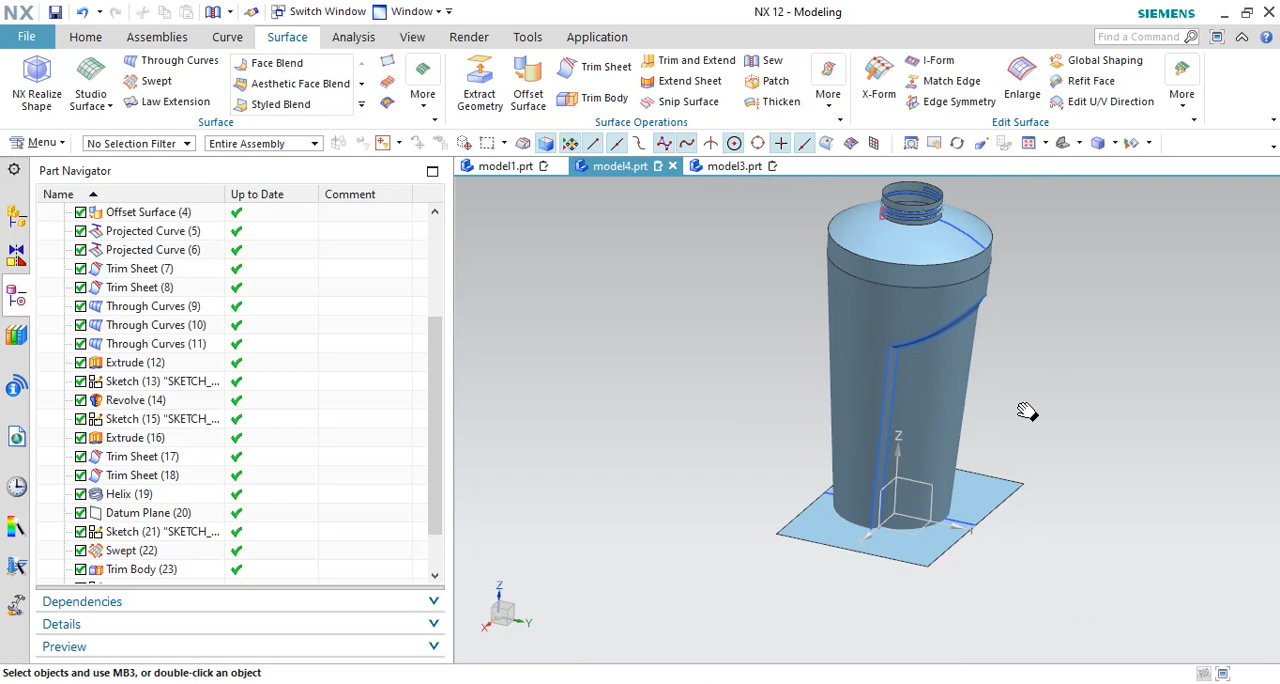 NX Switch Window Window NX 12 - Modeling SIEMENS
File Home Assemblies Curve Surface Analysis View Render Tools Application Find a Command
NX Realize Shape
Studio Surface
Through Curves
Swept
Law Extension
Face Blend
Aesthetic Face Blend
Styled Blend
More
Surface
Extract Geometry
Offset Surface
Trim Sheet
Trim Body
Trim and Extend
Extend Sheet
Snip Surface
Sew
Patch
Thicken
More
Surface Operations
X-Form
I-Form
Match Edge
Edge Symmetry
Enlarge
Global Shaping
Refit Face
Edit U/V Direction
More
Edit Surface
Menu No Selection Filter Entire Assembly
Part Navigator
model1.prt model4.prt model3.prt
Name Up to Date Comment
Offset Surface (4)
Projected Curve (5)
Projected Curve (6)
Trim Sheet (7)
Trim Sheet (8)
Through Curves (9)
Through Curves (10)
Through Curves (11)
Extrude (12)
Sketch (13) "SKETCH_...
Revolve (14)
Sketch (15) "SKETCH_...
Extrude (16)
Trim Sheet (17)
Trim Sheet (18)
Helix (19)
Datum Plane (20)
Sketch (21) "SKETCH_...
Swept (22)
Trim Body (23)
Dependencies
Details
Preview
Z
Z
X
Y
Select objects and use MB3, or double-click an object